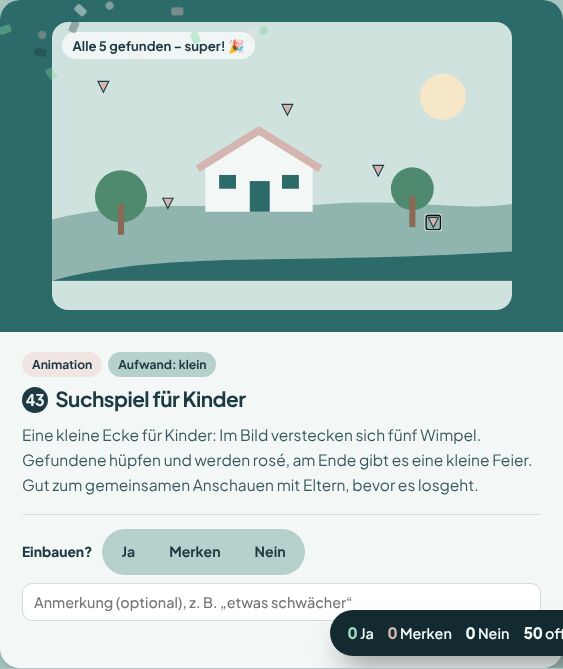 Alle 5 gefunden – super! 🎉
Animation
Aufwand: klein
43 Suchspiel für Kinder
Eine kleine Ecke für Kinder: Im Bild verstecken sich fünf Wimpel.
Gefundene hüpfen und werden rosé, am Ende gibt es eine kleine Feier.
Gut zum gemeinsamen Anschauen mit Eltern, bevor es losgeht.
Einbauen? Ja Merken Nein
Anmerkung (optional), z. B. „etwas schwächer“
0 Ja 0 Merken 0 Nein 50